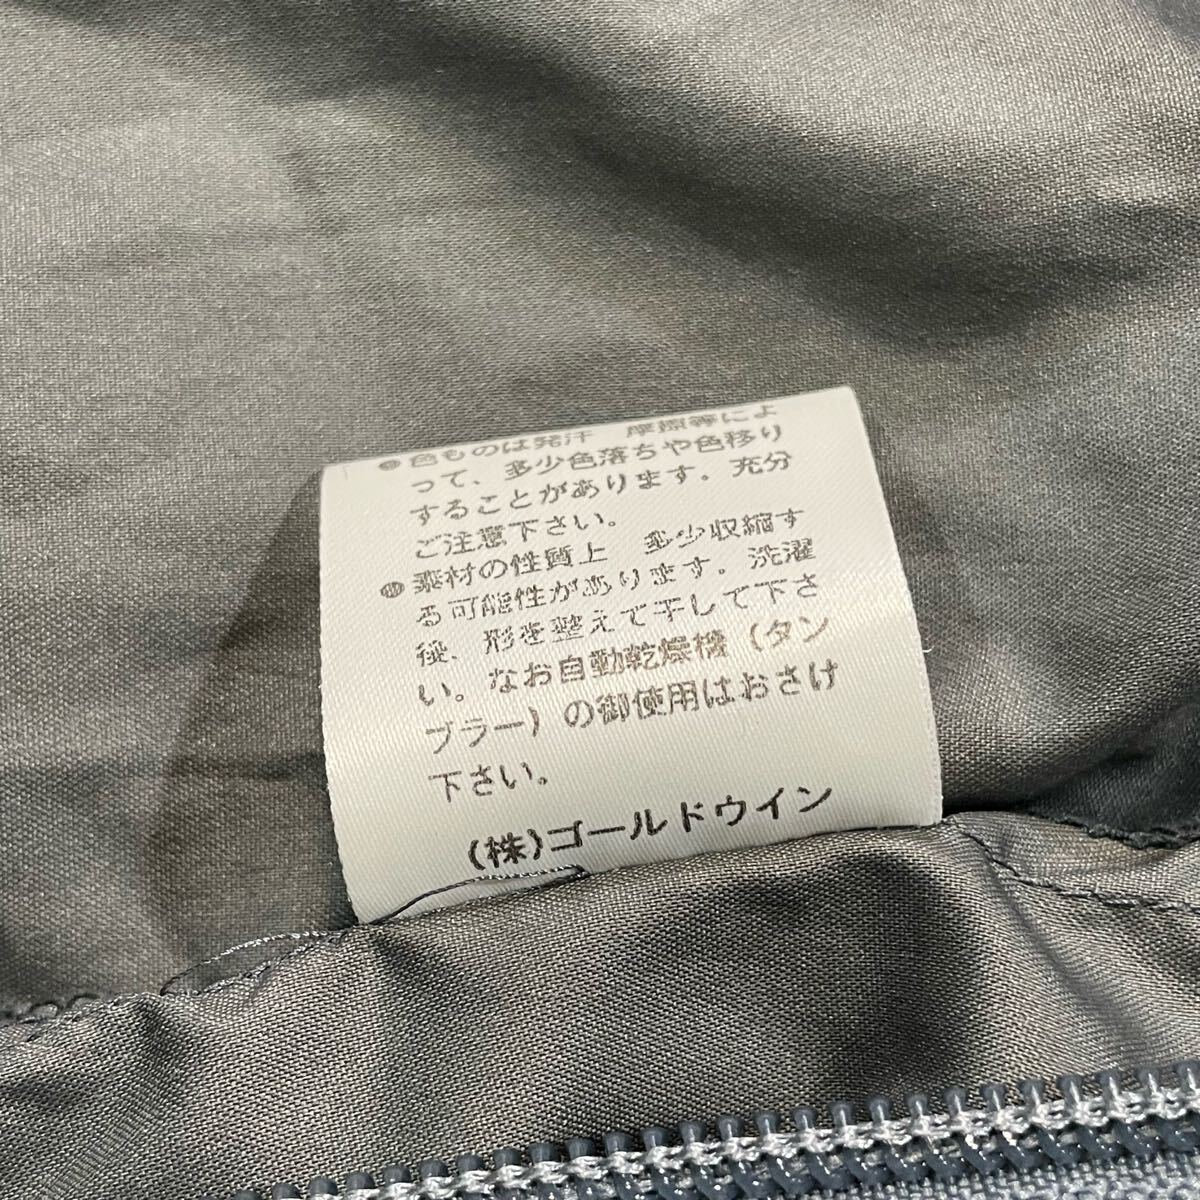 ●色ものは発汗 摩擦等によ
って、多少色落ちや色移り
することがあります。充分
ご注意下さい。
●素材の性質上 多少収縮す
る可能性があります。洗濯
後、形を整えて干して下さ
い。なお自動乾燥機(タン
ブラー)の御使用はおさけ
下さい。
(株)ゴールドウイン